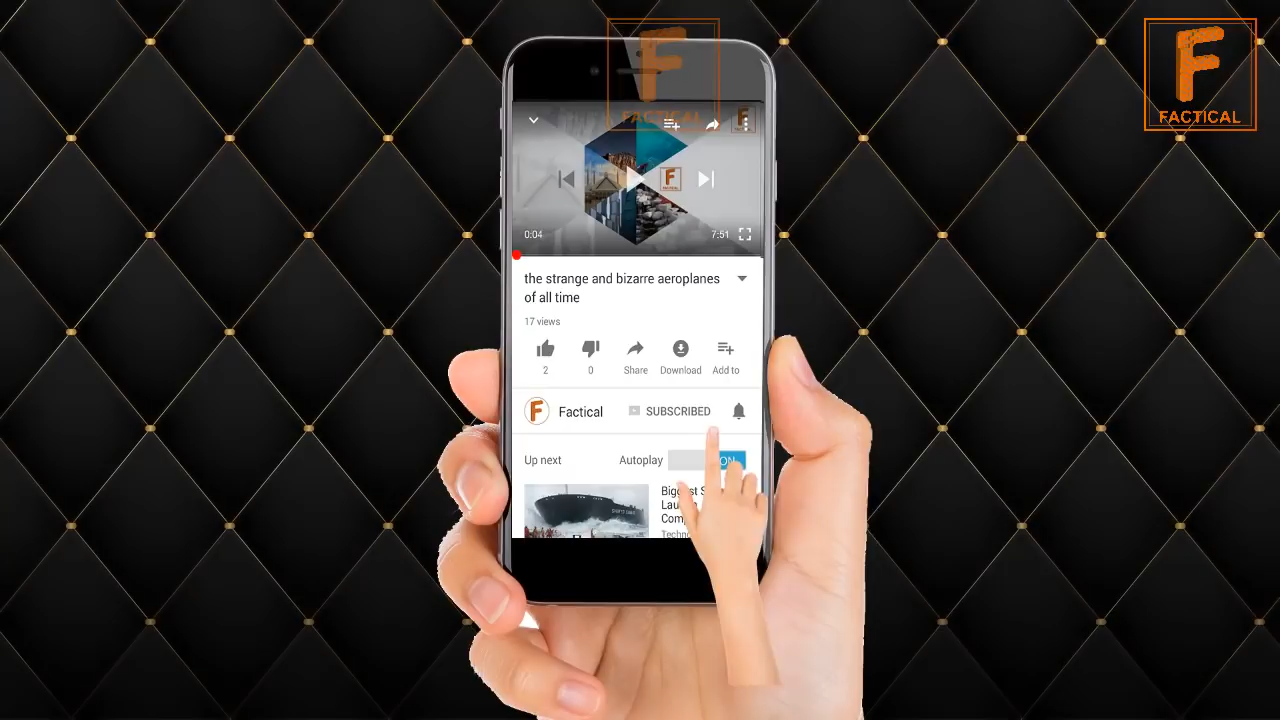 FACTICAL
FACTICAL
0:04
7:51
the strange and bizarre aeroplanes
of all time
17 views
2
0
Share
Download
Add to
Factical
SUBSCRIBED
Up next
Autoplay
ON